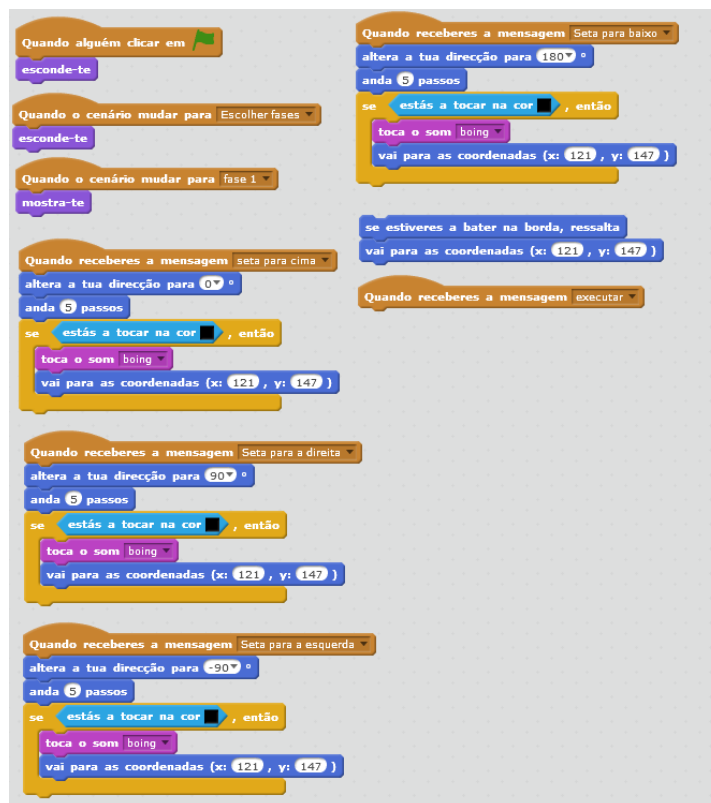 Quando alguém clicar em
esconde-te
Quando o cenário mudar para Escolher fases
esconde-te
Quando o cenário mudar para fase 1
mostra-te
Quando receberes a mensagem seta para cima
altera a tua direcção para 0 º
anda 5 passos
se estás a tocar na cor , então
toca o som boing
vai para as coordenadas (x: 121 , y: 147 )
Quando receberes a mensagem Seta para a direita
altera a tua direcção para 90 º
anda 5 passos
se estás a tocar na cor , então
toca o som boing
vai para as coordenadas (x: 121 , y: 147 )
Quando receberes a mensagem Seta para a esquerda
altera a tua direcção para -90 º
anda 5 passos
se estás a tocar na cor , então
toca o som boing
vai para as coordenadas (x: 121 , y: 147 )
Quando receberes a mensagem Seta para baixo
altera a tua direcção para 180 º
anda 5 passos
se estás a tocar na cor , então
toca o som boing
vai para as coordenadas (x: 121 , y: 147 )
se estiveres a bater na borda, ressalta
vai para as coordenadas (x: 121 , y: 147 )
Quando receberes a mensagem executar